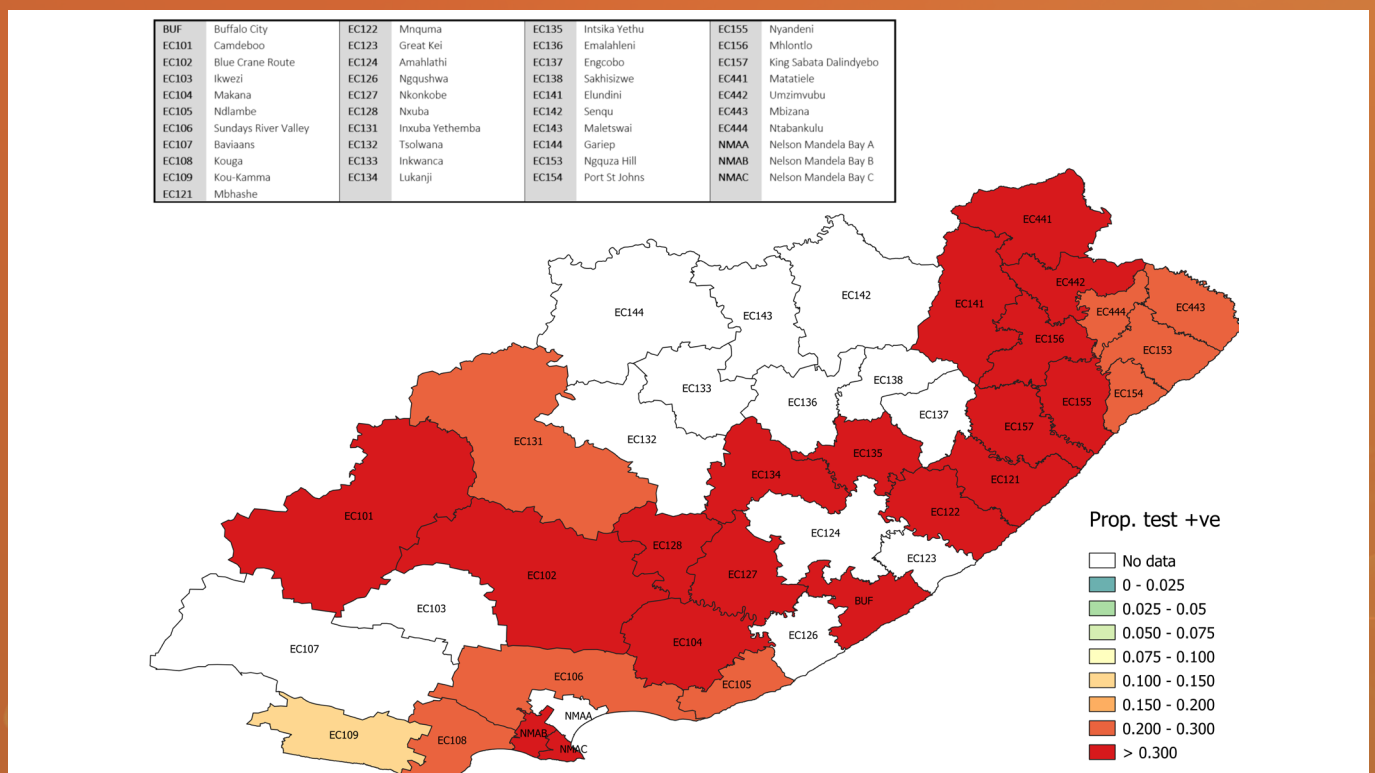 BUF Buffalo City EC122 Mnquma EC135 Intsika Yethu EC155 Nyandeni
EC101 Camdeboo EC123 Great Kei EC136 Emalahleni EC156 Mhlontlo
EC102 Blue Crane Route EC124 Amahlathi EC137 Engcobo EC157 King Sabata Dalindyebo
EC103 Ikwezi EC126 Ngqushwa EC138 Sakhisizwe EC441 Matatiele
EC104 Makana EC127 Nkonkobe EC141 Elundini EC442 Umzimvubu
EC105 Ndlambe EC128 Nxuba EC142 Senqu EC443 Mbizana
EC106 Sundays River Valley EC131 Inxuba Yethemba EC143 Maletswai EC444 Ntabankulu
EC107 Baviaans EC132 Tsolwana EC144 Gariep NMAA Nelson Mandela Bay A
EC108 Kouga EC133 Inkwanca EC153 Ngquza Hill NMAB Nelson Mandela Bay B
EC109 Kou-Kamma EC134 Lukanji EC154 Port St Johns NMAC Nelson Mandela Bay C
EC121 Mbhashe
EC441
EC442
EC142
EC141
EC443
EC144
EC444
EC143
EC156
EC153
EC138
EC133
EC154
EC136
EC155
EC137
EC157
EC131
EC132
EC135
EC134
EC121
EC122
EC101
EC124
EC128
EC123
EC102
EC127
BUF
EC103
EC126
EC104
EC107
EC106
EC105
NMAA
NMAB
EC109
EC108
NMAC
Prop. test +ve
No data
0 - 0.025
0.025 - 0.05
0.050 - 0.075
0.075 - 0.100
0.100 - 0.150
0.150 - 0.200
0.200 - 0.300
> 0.300